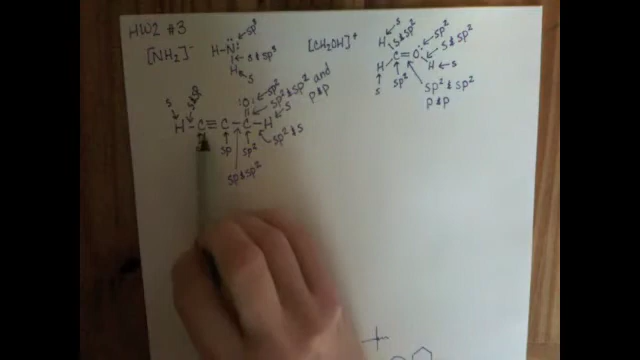 HW2 #3
[NH₂]⁻
H-N̈:
sp³
s&sp³
H
s
[CH₂OH]⁺
H
s
s&sp²
sp²
s&sp²
H-C=O:
H
s
s
sp²
sp² & sp²
p&p
:O:
sp²
sp² & sp² and
p&p
s
s
H-C≡C-C-H
sp
sp²
sp² & s
sp&sp²